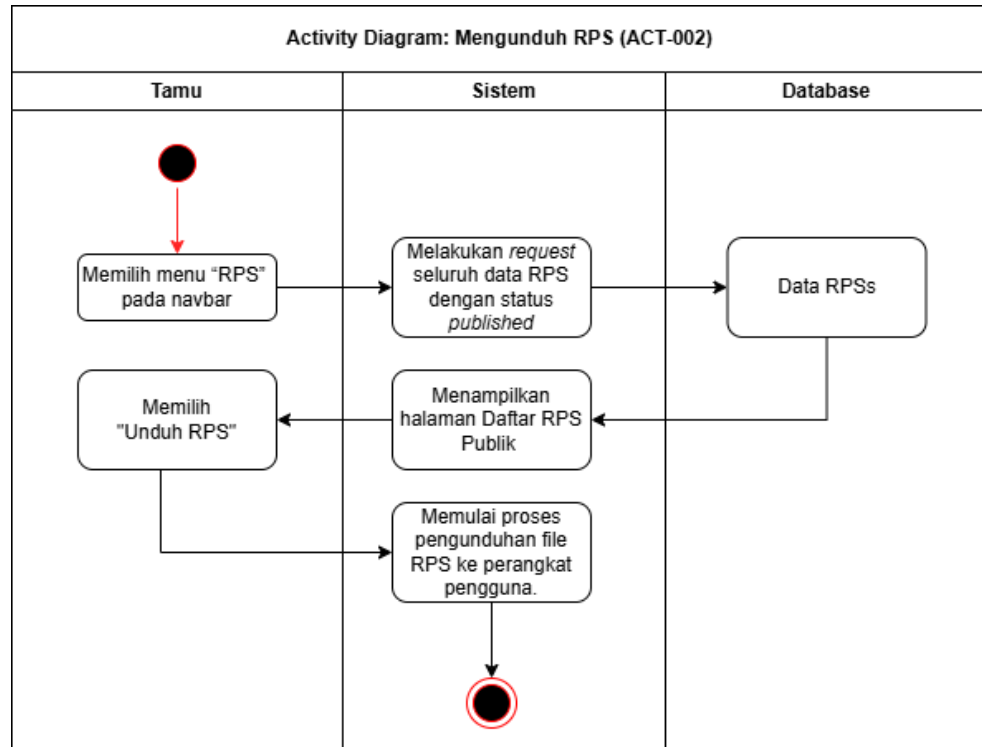 Activity Diagram: Mengunduh RPS (ACT-002)
Tamu
Sistem
Database
Memilih menu “RPS”
pada navbar
Melakukan request
seluruh data RPS
dengan status
published
Data RPSs
Menampilkan
halaman Daftar RPS
Publik
Memilih
"Unduh RPS"
Memulai proses
pengunduhan file
RPS ke perangkat
pengguna.